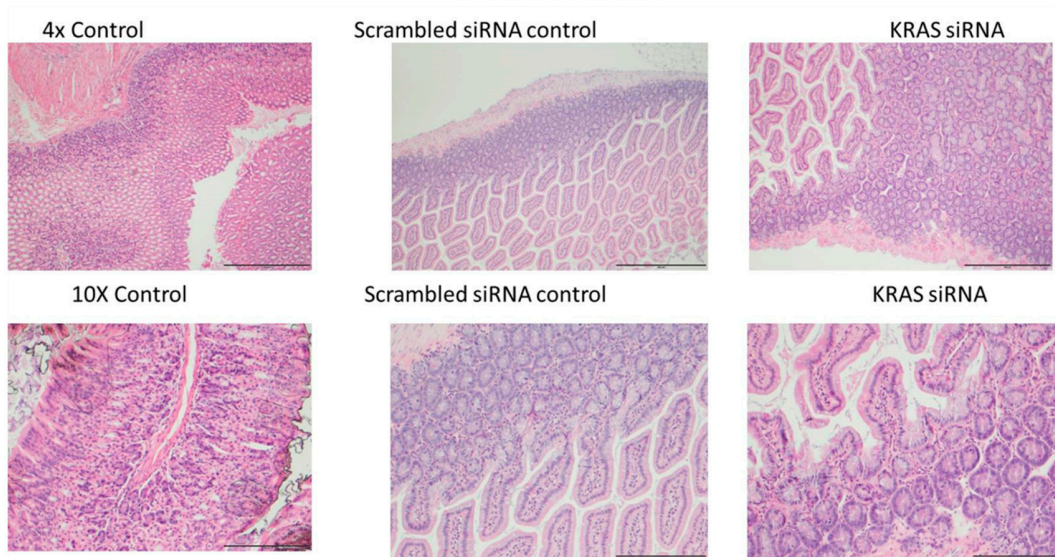 4x Control
Scrambled siRNA control
KRAS siRNA
10X Control
Scrambled siRNA control
KRAS siRNA